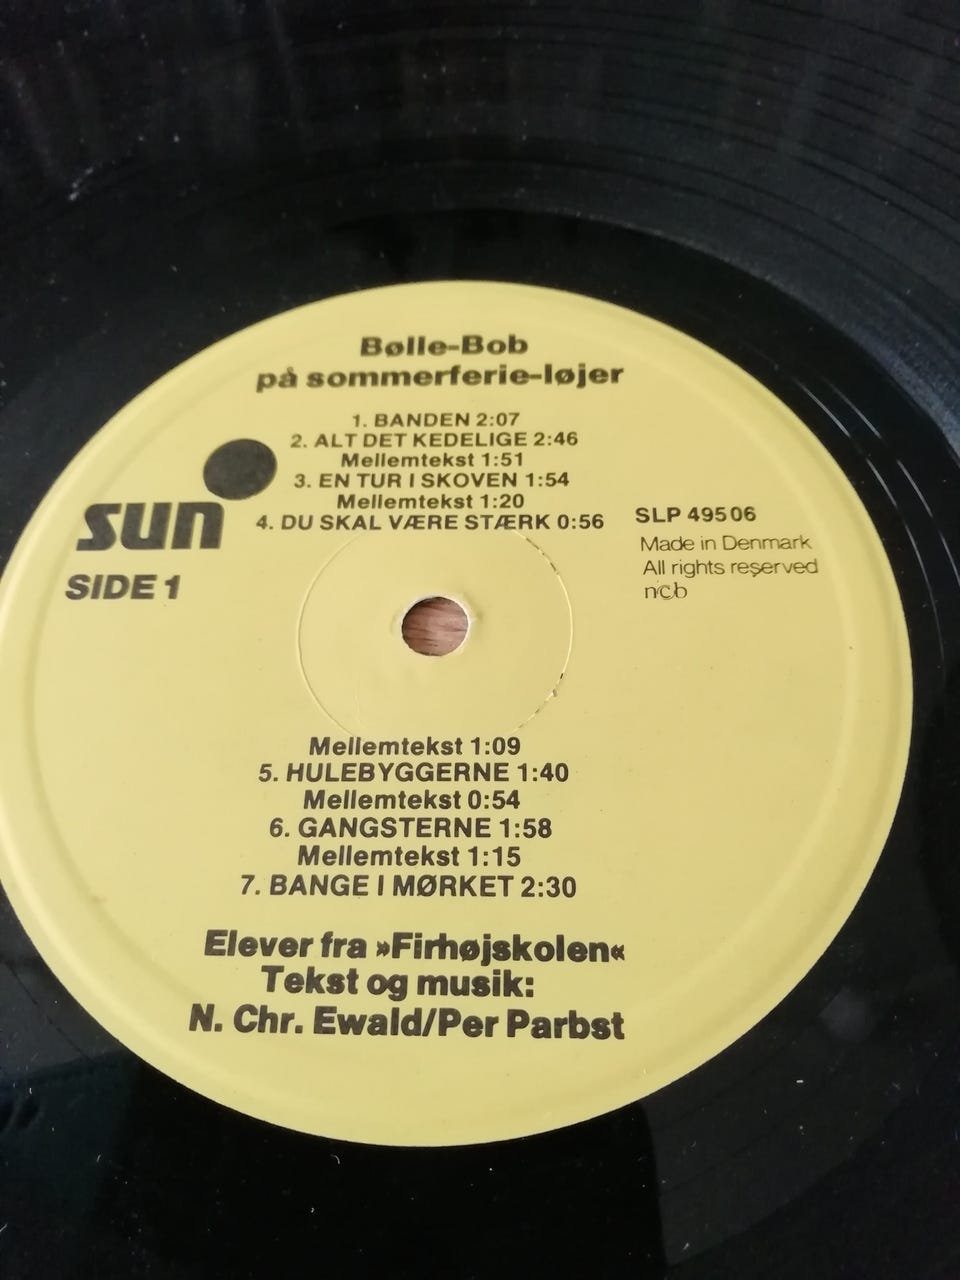 Bølle-Bob
på sommerferie-løjer
1. BANDEN 2:07
2. ALT DET KEDELIGE 2:46
Mellemtekst 1:51
3. EN TUR I SKOVEN 1:54
Mellemtekst 1:20
4. DU SKAL VÆRE STÆRK 0:56
sun
SIDE 1
SLP 49506
Made in Denmark
All rights reserved
ncb
Mellemtekst 1:09
5. HULEBYGGERNE 1:40
Mellemtekst 0:54
6. GANGSTERNE 1:58
Mellemtekst 1:15
7. BANGE I MØRKET 2:30
Elever fra »Firhøjskolen«
Tekst og musik:
N. Chr. Ewald/Per Parbst